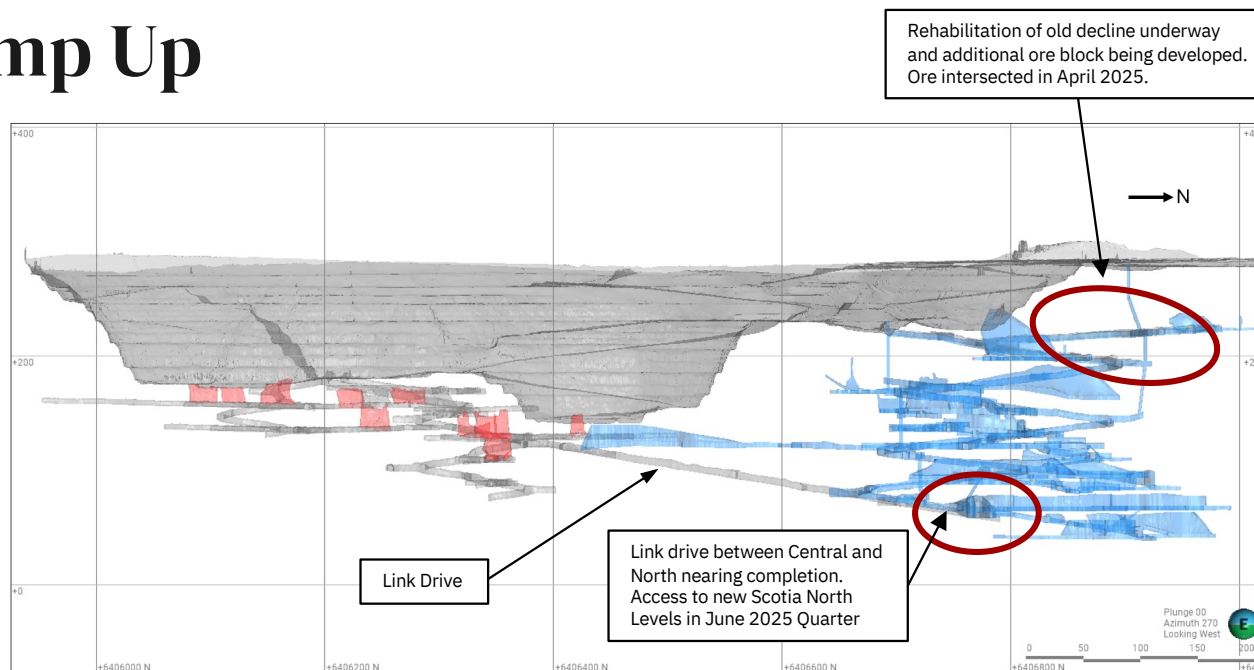 mp Up
Rehabilitation of old decline underway
and additional ore block being developed.
Ore intersected in April 2025.
+400
+4
N
+200
+2
Link Drive
Link drive between Central and
North nearing completion.
Access to new Scotia North
Levels in June 2025 Quarter
+0
Plunge 00
Azimuth 270
Looking West
E
0 50 100 150 200
+6406000 N +6406200 N +6406400 N +6406600 N +6406800 N